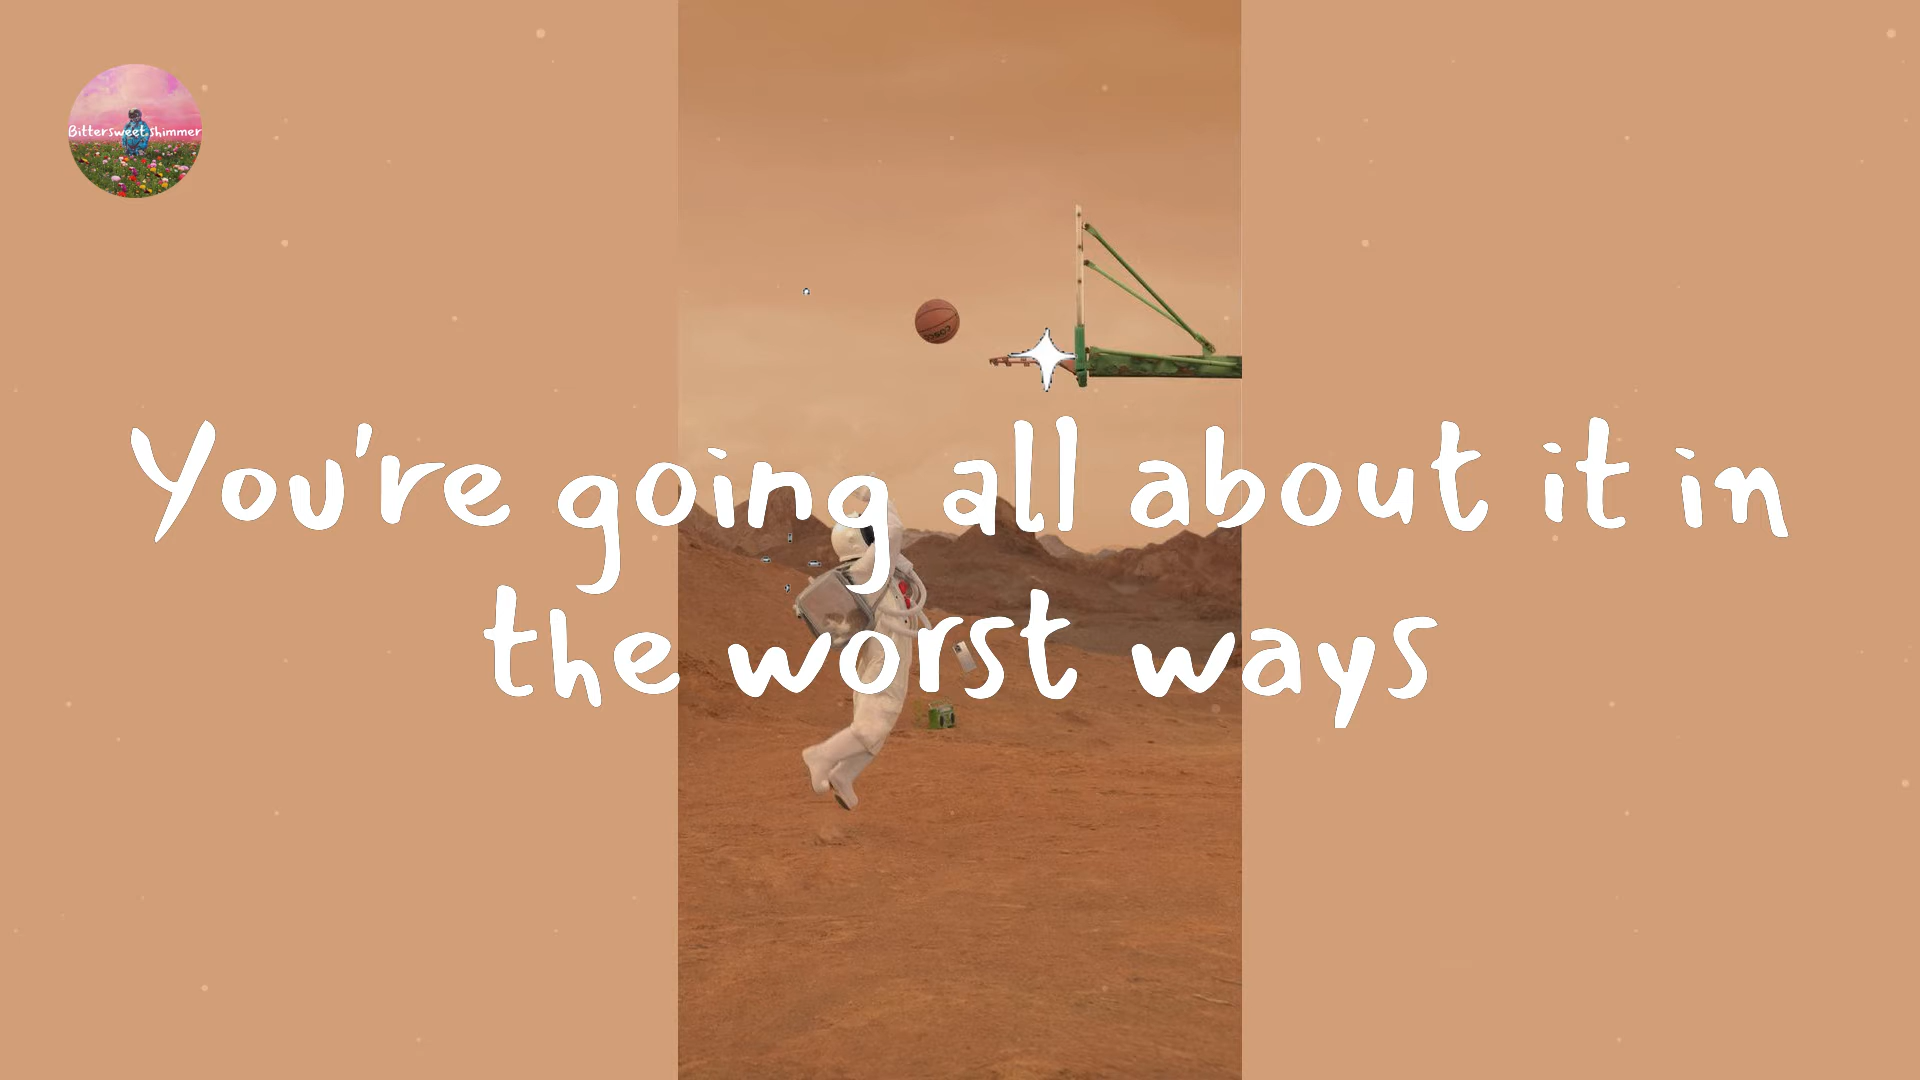 Bittersweet shimmer
You're going all about it in
the worst ways